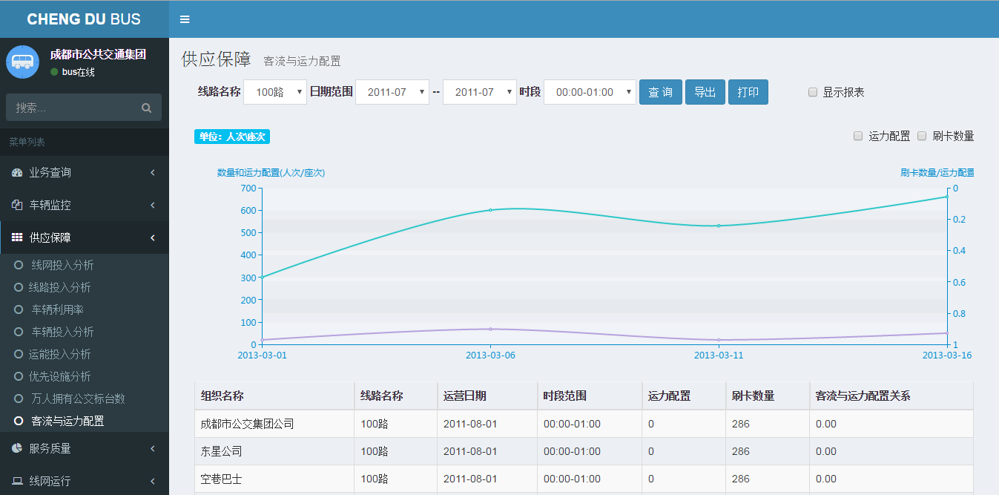 CHENG DU BUS
成都市公共交通集团
bus在线
搜索...
菜单列表
业务查询
车辆监控
供应保障
线网投入分析
线路投入分析
车辆利用率
车辆投入分析
运能投入分析
优先设施分析
万人拥有公交标台数
客流与运力配置
服务质量
线网运行
供应保障 客流与运力配置
线路名称 100路 日期范围 2011-07 -- 2011-07 时段 00:00-01:00 查 询 导出 打印 显示报表
单位：人次\座次 运力配置 刷卡数量
数量和运力配置(人次/座次) 刷卡数量/运力配置
700 0
600 0.2
500
400 0.4
300 0.6
200 0.8
100
0 1
2013-03-01 2013-03-06 2013-03-11 2013-03-16
组织名称 线路名称 运营日期 时段范围 运力配置 刷卡数量 客流与运力配置关系
成都市公交集团公司 100路 2011-08-01 00:00-01:00 0 286 0.00
东星公司 100路 2011-08-01 00:00-01:00 0 286 0.00
空巷巴士 100路 2011-08-01 00:00-01:00 0 286 0.00